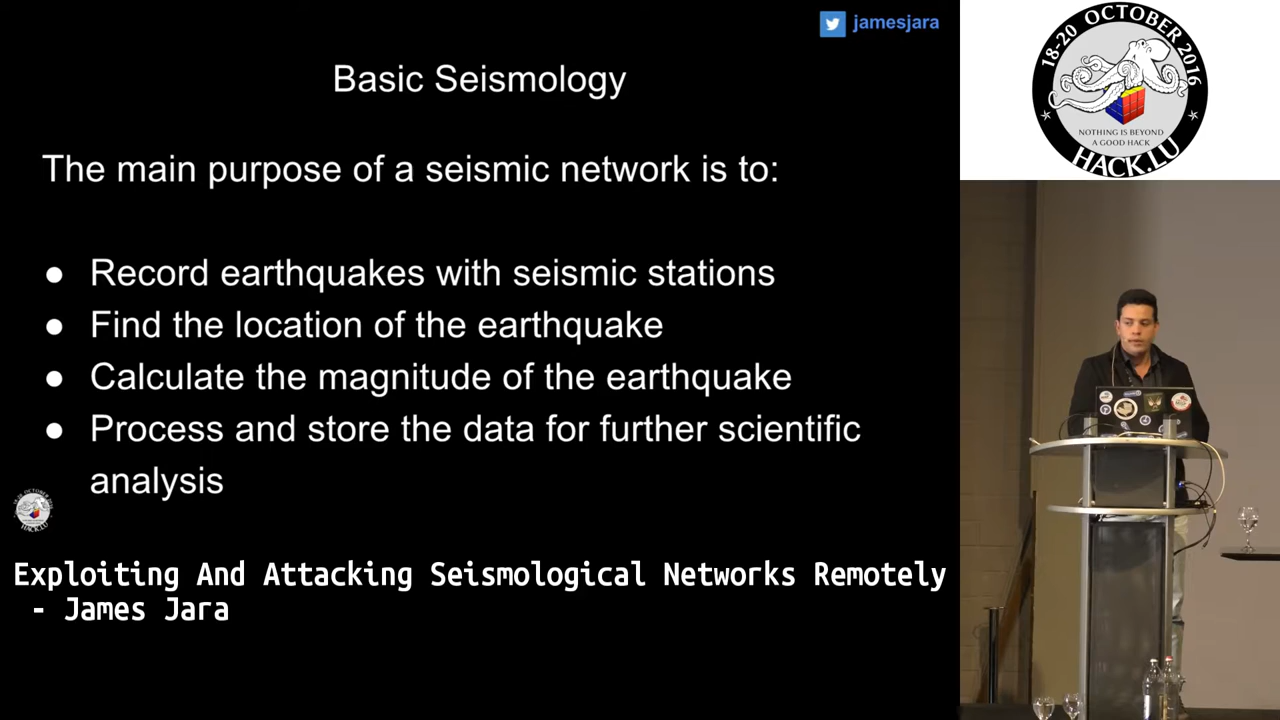 jamesjara
Basic Seismology
The main purpose of a seismic network is to:
● Record earthquakes with seismic stations
● Find the location of the earthquake
● Calculate the magnitude of the earthquake
● Process and store the data for further scientific
analysis
Exploiting And Attacking Seismological Networks Remotely
- James Jara
18-20 OCTOBER 2016
NOTHING IS BEYOND
A GOOD HACK
HACK.LU